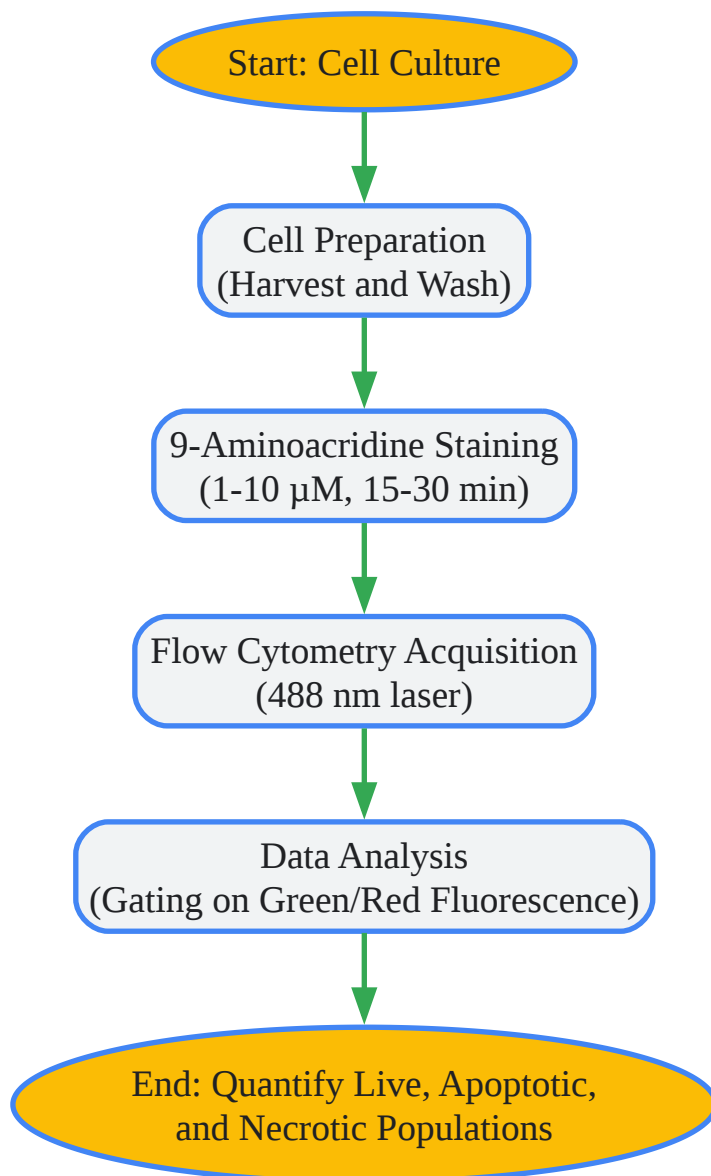 Start: Cell Culture
Cell Preparation
(Harvest and Wash)
9-Aminoacridine Staining
(1-10 µM, 15-30 min)
Flow Cytometry Acquisition
(488 nm laser)
Data Analysis
(Gating on Green/Red Fluorescence)
End: Quantify Live, Apoptotic,
and Necrotic Populations